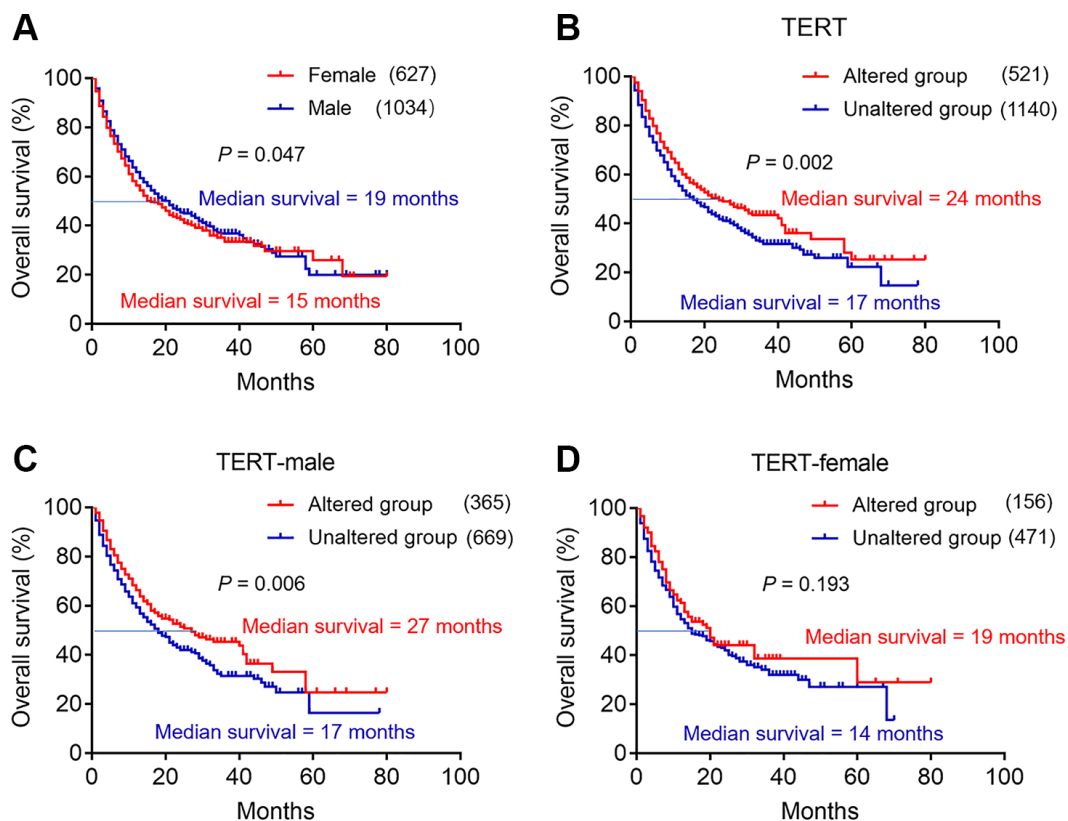 A
Female (627)
Male (1034)
P = 0.047
Median survival = 19 months
Median survival = 15 months
Overall survival (%)
100
80
60
40
20
0
0 20 40 60 80 100
Months
B
TERT
Altered group (521)
Unaltered group (1140)
P = 0.002
Median survival = 24 months
Median survival = 17 months
Overall survival (%)
100
80
60
40
20
0
0 20 40 60 80 100
Months
C
TERT-male
Altered group (365)
Unaltered group (669)
P = 0.006
Median survival = 27 months
Median survival = 17 months
Overall survival (%)
100
80
60
40
20
0
0 20 40 60 80 100
Months
D
TERT-female
Altered group (156)
Unaltered group (471)
P = 0.193
Median survival = 19 months
Median survival = 14 months
Overall survival (%)
100
80
60
40
20
0
0 20 40 60 80 100
Months